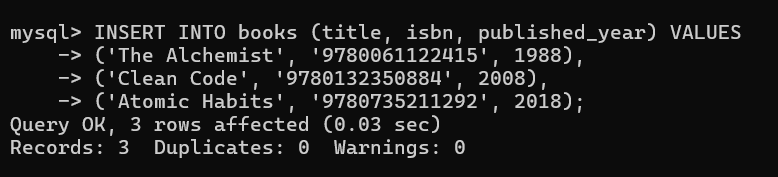 mysql> INSERT INTO books (title, isbn, published_year) VALUES
    -> ('The Alchemist', '9780061122415', 1988),
    -> ('Clean Code', '9780132350884', 2008),
    -> ('Atomic Habits', '9780735211292', 2018);
Query OK, 3 rows affected (0.03 sec)
Records: 3  Duplicates: 0  Warnings: 0